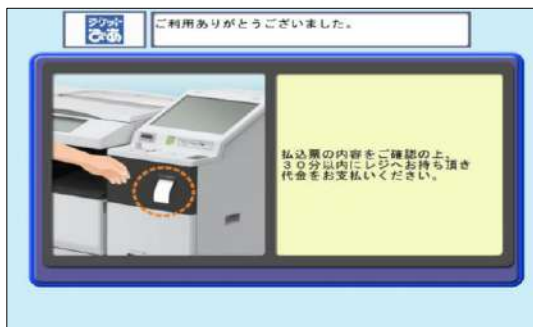 チケット
ぴあ
ご利用ありがとうございました。
払込票の内容をご確認の上、
３０分以内にレジへお持ち頂き
代金をお支払いください。